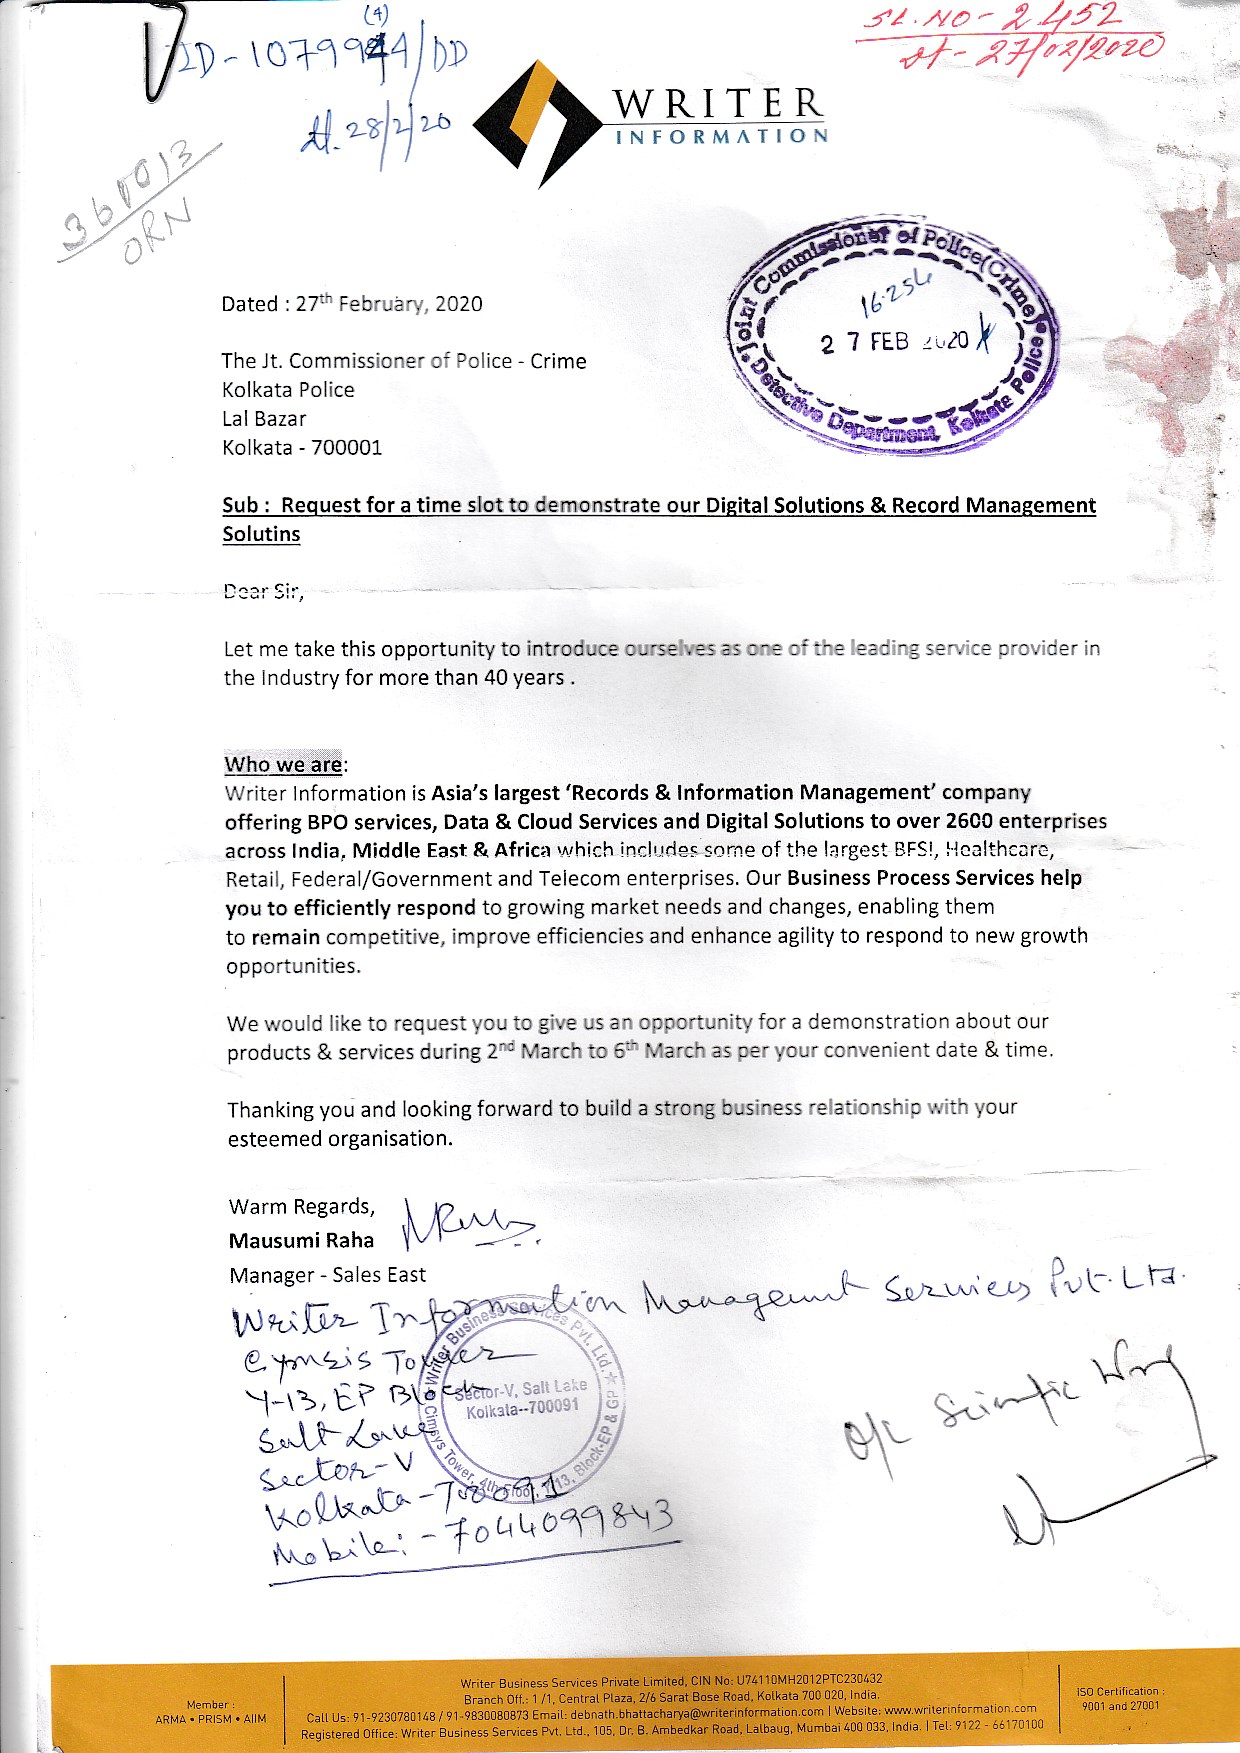 (4)
ID-1079944/DD
dt. 28/2/20
SL.NO-2452
dt-27/02/2020
360013
ORN
WRITER
INFORMATION
Joint Commissioner of Police(Crime)
16.254
27 FEB 2020
Detective Department, Kolkata Police
Dated : 27th February, 2020
The Jt. Commissioner of Police - Crime
Kolkata Police
Lal Bazar
Kolkata - 700001
Sub : Request for a time slot to demonstrate our Digital Solutions & Record Management
Solutins
Dear Sir,
Let me take this opportunity to introduce ourselves as one of the leading service provider in
the Industry for more than 40 years .
Who we are:
Writer Information is Asia's largest 'Records & Information Management' company
offering BPO services, Data & Cloud Services and Digital Solutions to over 2600 enterprises
across India, Middle East & Africa which includes some of the largest BFSI, Healthcare,
Retail, Federal/Government and Telecom enterprises. Our Business Process Services help
you to efficiently respond to growing market needs and changes, enabling them
to remain competitive, improve efficiencies and enhance agility to respond to new growth
opportunities.
We would like to request you to give us an opportunity for a demonstration about our
products & services during 2nd March to 6th March as per your convenient date & time.
Thanking you and looking forward to build a strong business relationship with your
esteemed organisation.
Warm Regards,
Mausumi Raha
Manager - Sales East
Writer Information Management Services Pvt. Ltd.
Cymsis Tower
Y-13, EP Block
Salt Lake
Sector-V
Kolkata-700091
Mobile:-7044099843
Writer Business Services Pvt. Ltd.
Sector-V, Salt Lake
Kolkata--700091
Cimsys Tower, 4th Floor, Y-13, Block-EP & GP
O/C Scientific Wing
Member :
ARMA • PRISM • AIIM
Writer Business Services Private Limited, CIN No: U74110MH2012PTC230432
Branch Off.: 1 /1, Central Plaza, 2/6 Sarat Bose Road, Kolkata 700 020, India.
Call Us: 91-9230780148 / 91-9830080873 Email: debnath.bhattacharya@writerinformation.com | Website: www.writerinformation.com
Registered Office: Writer Business Services Pvt. Ltd., 105, Dr. B. Ambedkar Road, Lalbaug, Mumbai 400 033, India. | Tel: 9122 - 66170100
ISO Certification :
9001 and 27001